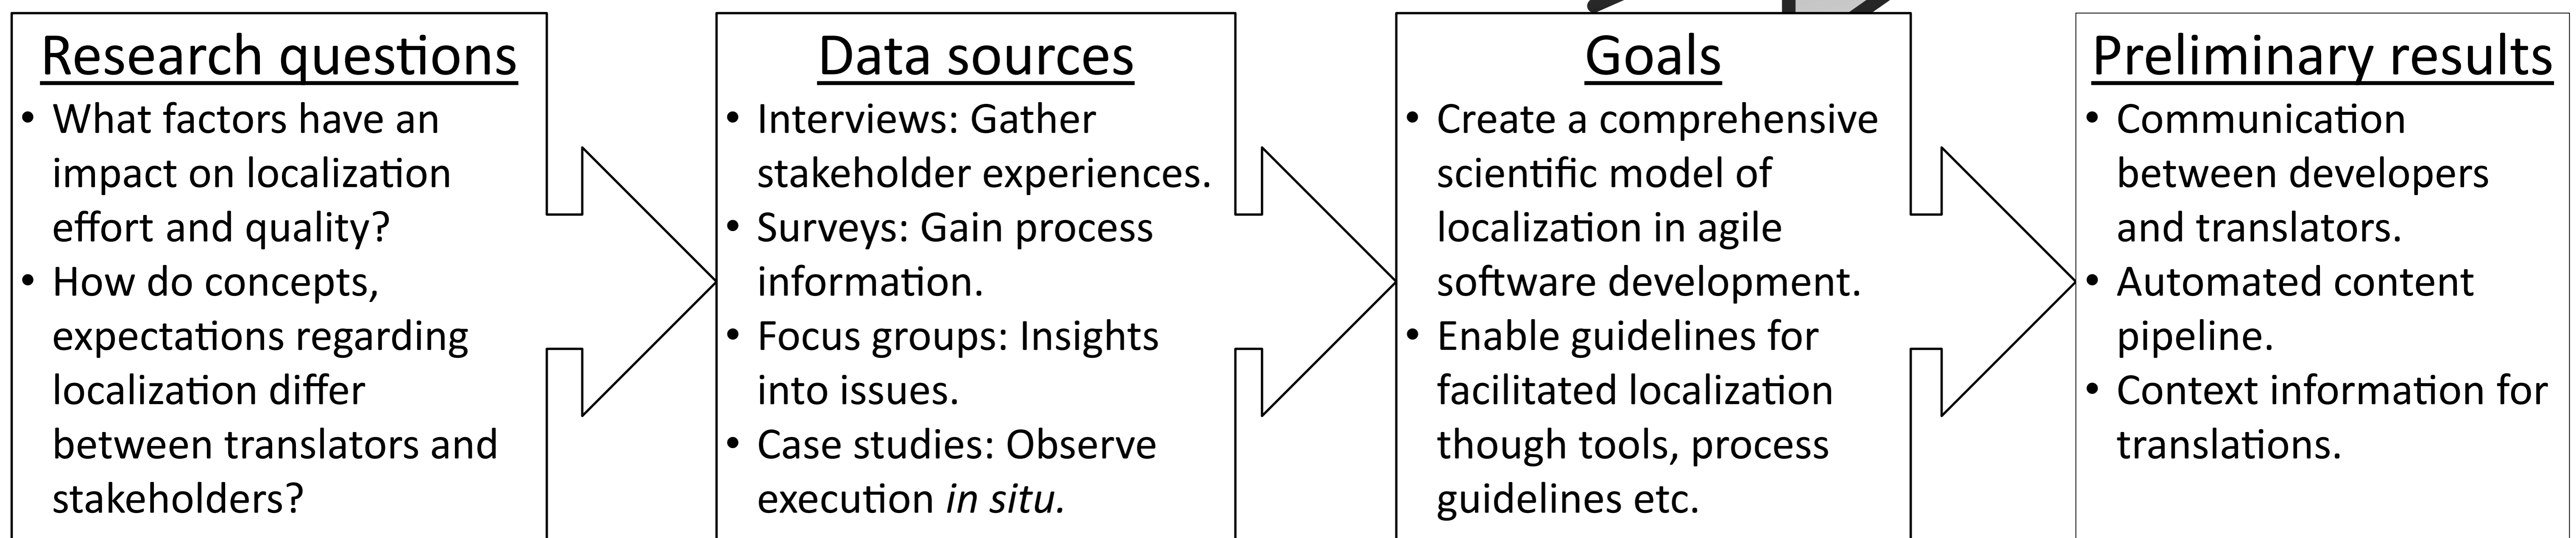 Research questions
• What factors have an
impact on localization
effort and quality?
• How do concepts,
expectations regarding
localization differ
between translators and
stakeholders?
Data sources
• Interviews: Gather
stakeholder experiences.
• Surveys: Gain process
information.
• Focus groups: Insights
into issues.
• Case studies: Observe
execution in situ.
Goals
• Create a comprehensive
scientific model of
localization in agile
software development.
• Enable guidelines for
facilitated localization
though tools, process
guidelines etc.
Preliminary results
• Communication
between developers
and translators.
• Automated content
pipeline.
• Context information for
translations.